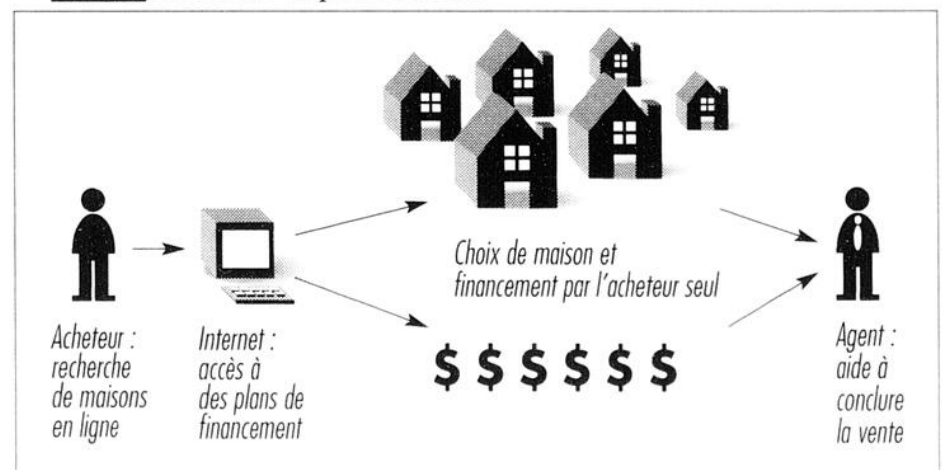 Choix de maison et
financement par l'acheteur seul
Acheteur :
recherche
de maisons
en ligne
Internet :
accès à
des plans de
financement
$ $ $ $ $ $
Agent :
aide à
conclure
la vente